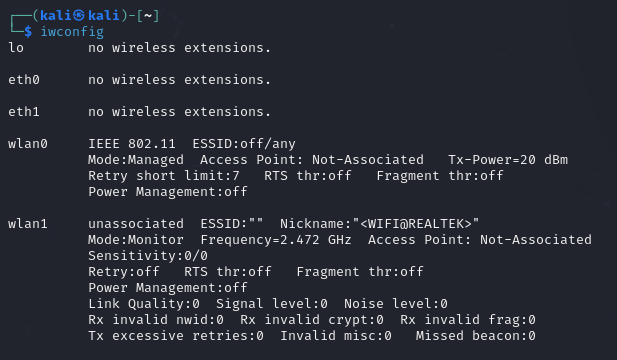 ┌──(kali㉿kali)-[~]
└─$ iwconfig
lo        no wireless extensions.
eth0      no wireless extensions.
eth1      no wireless extensions.
wlan0     IEEE 802.11  ESSID:off/any
          Mode:Managed  Access Point: Not-Associated   Tx-Power=20 dBm
          Retry short limit:7   RTS thr:off   Fragment thr:off
          Power Management:off
wlan1     unassociated  ESSID:""  Nickname:"<WIFI@REALTEK>"
          Mode:Monitor  Frequency=2.472 GHz  Access Point: Not-Associated
          Sensitivity:0/0
          Retry:off   RTS thr:off   Fragment thr:off
          Power Management:off
          Link Quality:0  Signal level:0  Noise level:0
          Rx invalid nwid:0  Rx invalid crypt:0  Rx invalid frag:0
          Tx excessive retries:0  Invalid misc:0   Missed beacon:0